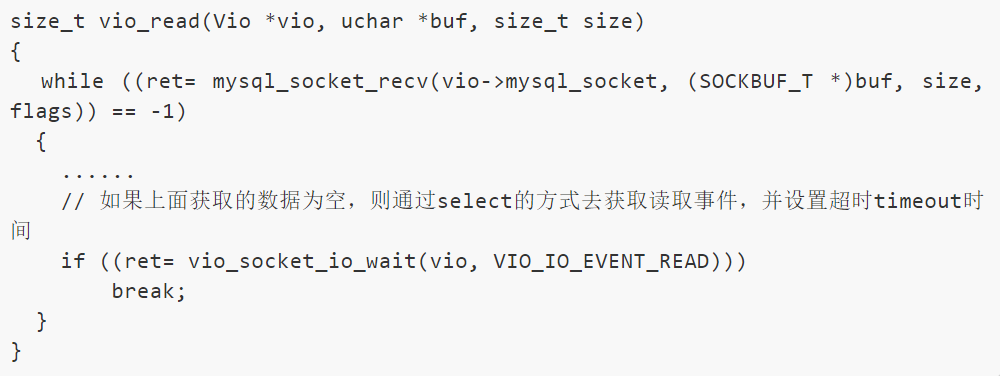 size_t vio_read(Vio *vio, uchar *buf, size_t size)
{
  while ((ret= mysql_socket_recv(vio->mysql_socket, (SOCKBUF_T *)buf, size,
flags)) == -1)
  {
    ......
    // 如果上面获取的数据为空，则通过select的方式去获取读取事件，并设置超时timeout时
间
    if ((ret= vio_socket_io_wait(vio, VIO_IO_EVENT_READ)))
        break;
  }
}